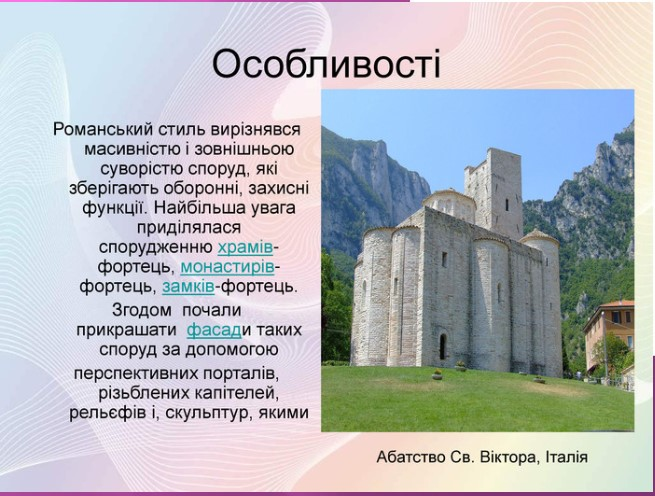 Особливості
Романський стиль вирізнявся
масивністю і зовнішньою
суворістю споруд, які
зберігають оборонні, захисні
функції. Найбільша увага
приділялася
спорудженню храмів-
фортець, монастирів-
фортець, замків-фортець.
Згодом почали
прикрашати фасади таких
споруд за допомогою
перспективних порталів,
різьблених капітелей,
рельєфів і, скульптур, якими
Абатство Св. Віктора, Італія